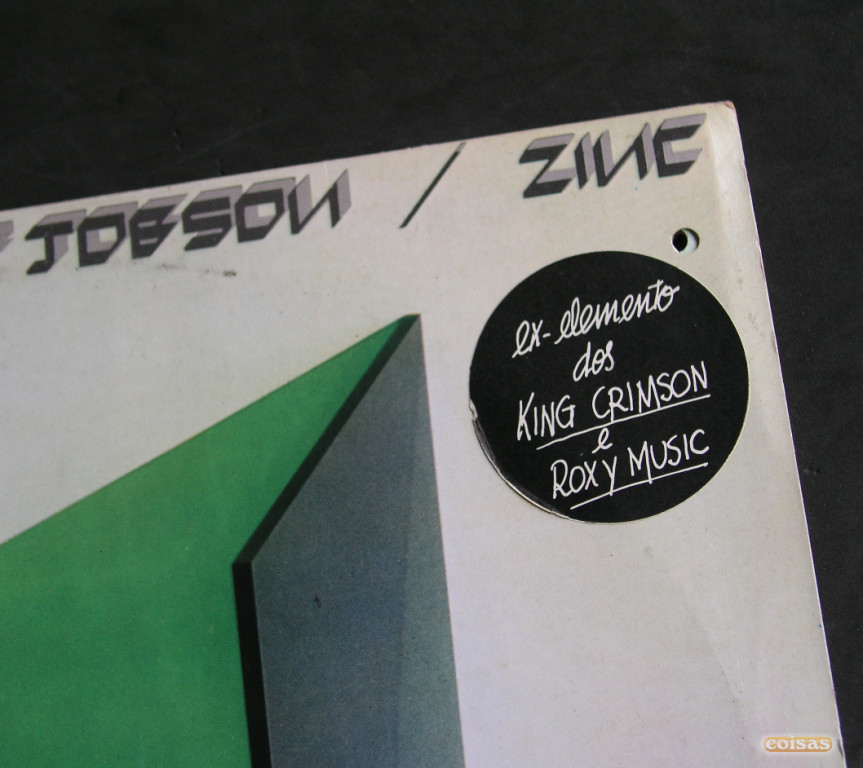 JOBSON / ZINC
ex-elemento
dos
KING CRIMSON
e
ROXY MUSIC
coisas